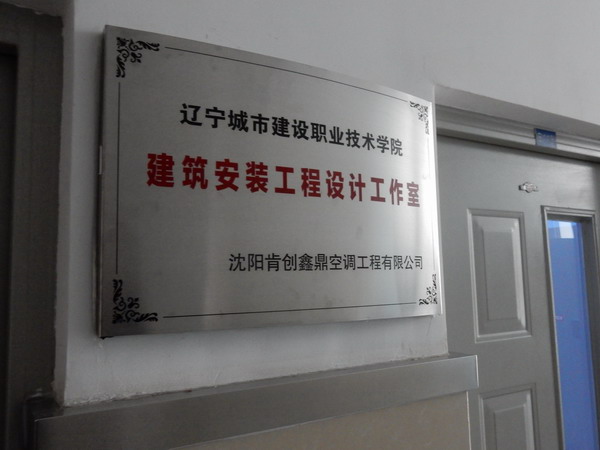 辽宁城市建设职业技术学院
建筑安装工程设计工作室
沈阳肯创鑫鼎空调工程有限公司